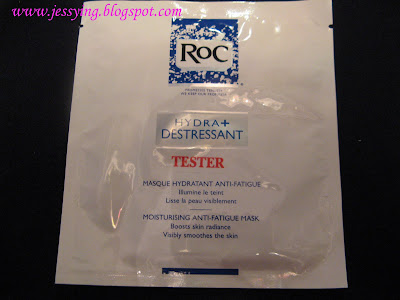 www.jessying.blogspot.com
RoC
HYDRA+
DESTRESSANT
TESTER
MASQUE HYDRATANT ANTI-FATIGUE
Illumine le teint
Lisse la peau visiblement
MOISTURISING ANTI-FATIGUE MASK
Boosts skin radiance
Visibly smoothes the skin